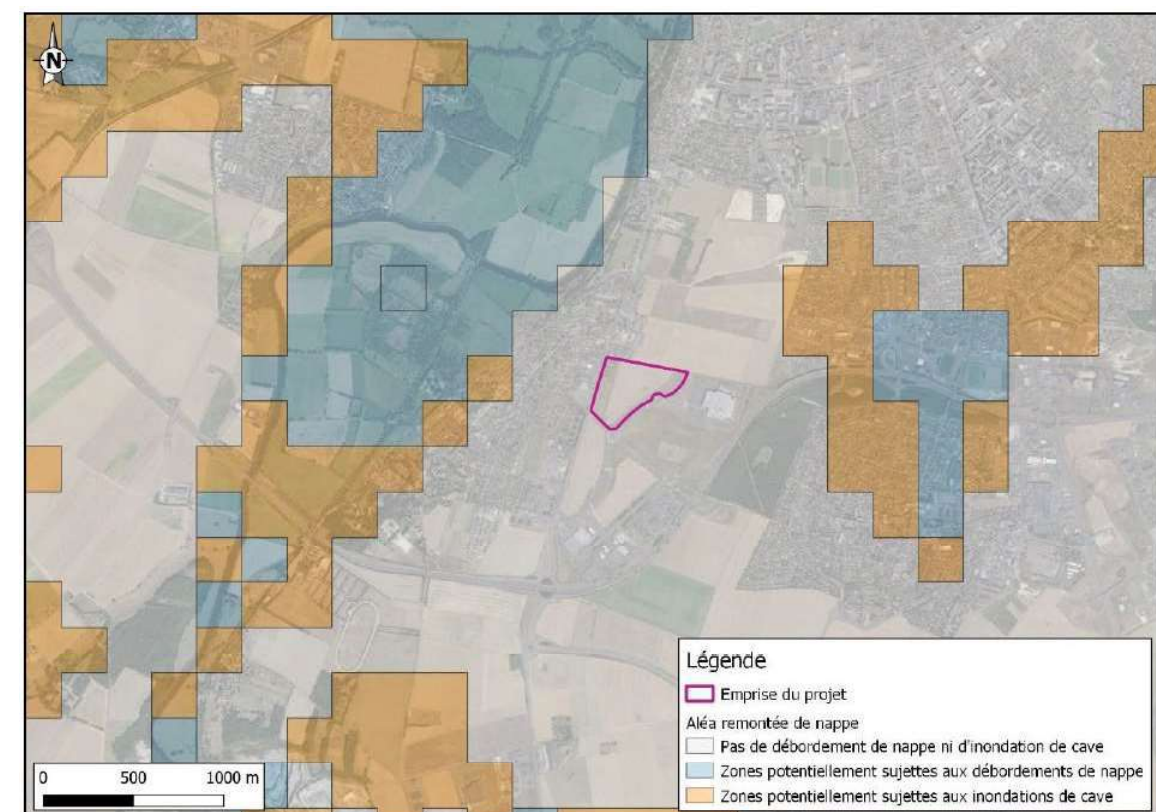 N
Légende
Emprise du projet
Aléa remontée de nappe
Pas de débordement de nappe ni d'inondation de cave
Zones potentiellement sujettes aux débordements de nappe
Zones potentiellement sujettes aux inondations de cave
0 500 1000 m